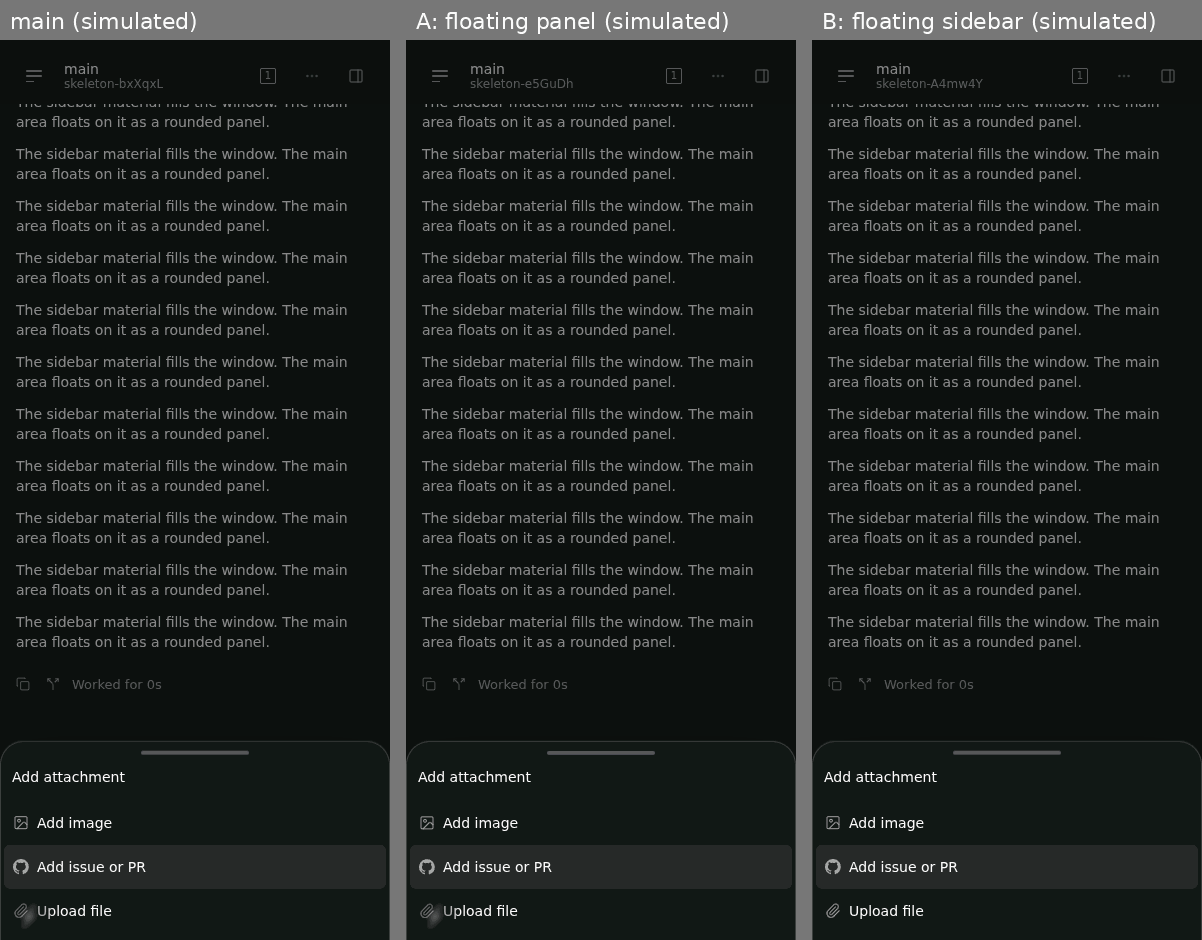 main (simulated)
main
skeleton-bxXqxL
1
The sidebar material fills the window. The main
area floats on it as a rounded panel.
The sidebar material fills the window. The main
area floats on it as a rounded panel.
The sidebar material fills the window. The main
area floats on it as a rounded panel.
The sidebar material fills the window. The main
area floats on it as a rounded panel.
The sidebar material fills the window. The main
area floats on it as a rounded panel.
The sidebar material fills the window. The main
area floats on it as a rounded panel.
The sidebar material fills the window. The main
area floats on it as a rounded panel.
The sidebar material fills the window. The main
area floats on it as a rounded panel.
The sidebar material fills the window. The main
area floats on it as a rounded panel.
The sidebar material fills the window. The main
area floats on it as a rounded panel.
The sidebar material fills the window. The main
area floats on it as a rounded panel.
Worked for 0s
Add attachment
Add image
Add issue or PR
Upload file
A: floating panel (simulated)
main
skeleton-e5GuDh
1
The sidebar material fills the window. The main
area floats on it as a rounded panel.
The sidebar material fills the window. The main
area floats on it as a rounded panel.
The sidebar material fills the window. The main
area floats on it as a rounded panel.
The sidebar material fills the window. The main
area floats on it as a rounded panel.
The sidebar material fills the window. The main
area floats on it as a rounded panel.
The sidebar material fills the window. The main
area floats on it as a rounded panel.
The sidebar material fills the window. The main
area floats on it as a rounded panel.
The sidebar material fills the window. The main
area floats on it as a rounded panel.
The sidebar material fills the window. The main
area floats on it as a rounded panel.
The sidebar material fills the window. The main
area floats on it as a rounded panel.
The sidebar material fills the window. The main
area floats on it as a rounded panel.
Worked for 0s
Add attachment
Add image
Add issue or PR
Upload file
B: floating sidebar (simulated)
main
skeleton-A4mw4Y
1
The sidebar material fills the window. The main
area floats on it as a rounded panel.
The sidebar material fills the window. The main
area floats on it as a rounded panel.
The sidebar material fills the window. The main
area floats on it as a rounded panel.
The sidebar material fills the window. The main
area floats on it as a rounded panel.
The sidebar material fills the window. The main
area floats on it as a rounded panel.
The sidebar material fills the window. The main
area floats on it as a rounded panel.
The sidebar material fills the window. The main
area floats on it as a rounded panel.
The sidebar material fills the window. The main
area floats on it as a rounded panel.
The sidebar material fills the window. The main
area floats on it as a rounded panel.
The sidebar material fills the window. The main
area floats on it as a rounded panel.
The sidebar material fills the window. The main
area floats on it as a rounded panel.
Worked for 0s
Add attachment
Add image
Add issue or PR
Upload file